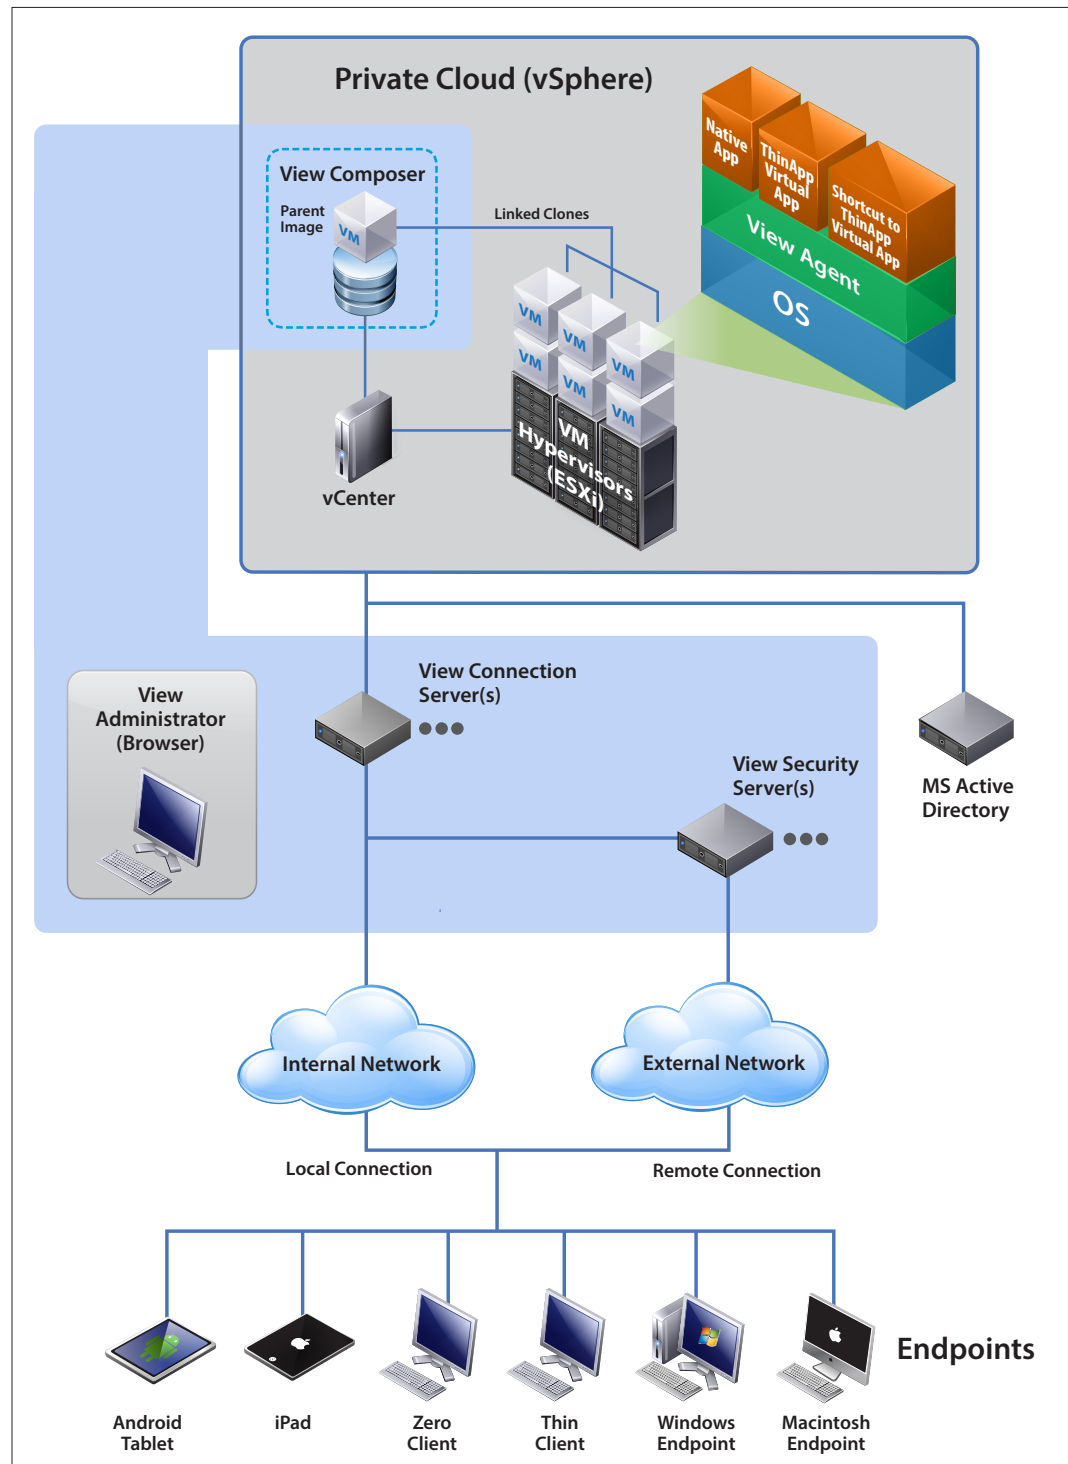 Private Cloud (vSphere)
Native
App
ThinApp
Virtual
App
Shortcut to
ThinApp
Virtual App
View Agent
OS
View Composer
Parent
Image
VM
Linked Clones
VM
VM
VM
VM
VM
VM
VM
Hypervisors
(ESXi)
vCenter
View Connection
Server(s)
View
Administrator
(Browser)
View Security
Server(s)
MS Active
Directory
Internal Network
External Network
Local Connection
Remote Connection
Endpoints
Android
Tablet
iPad
Zero
Client
Thin
Client
Windows
Endpoint
Macintosh
Endpoint